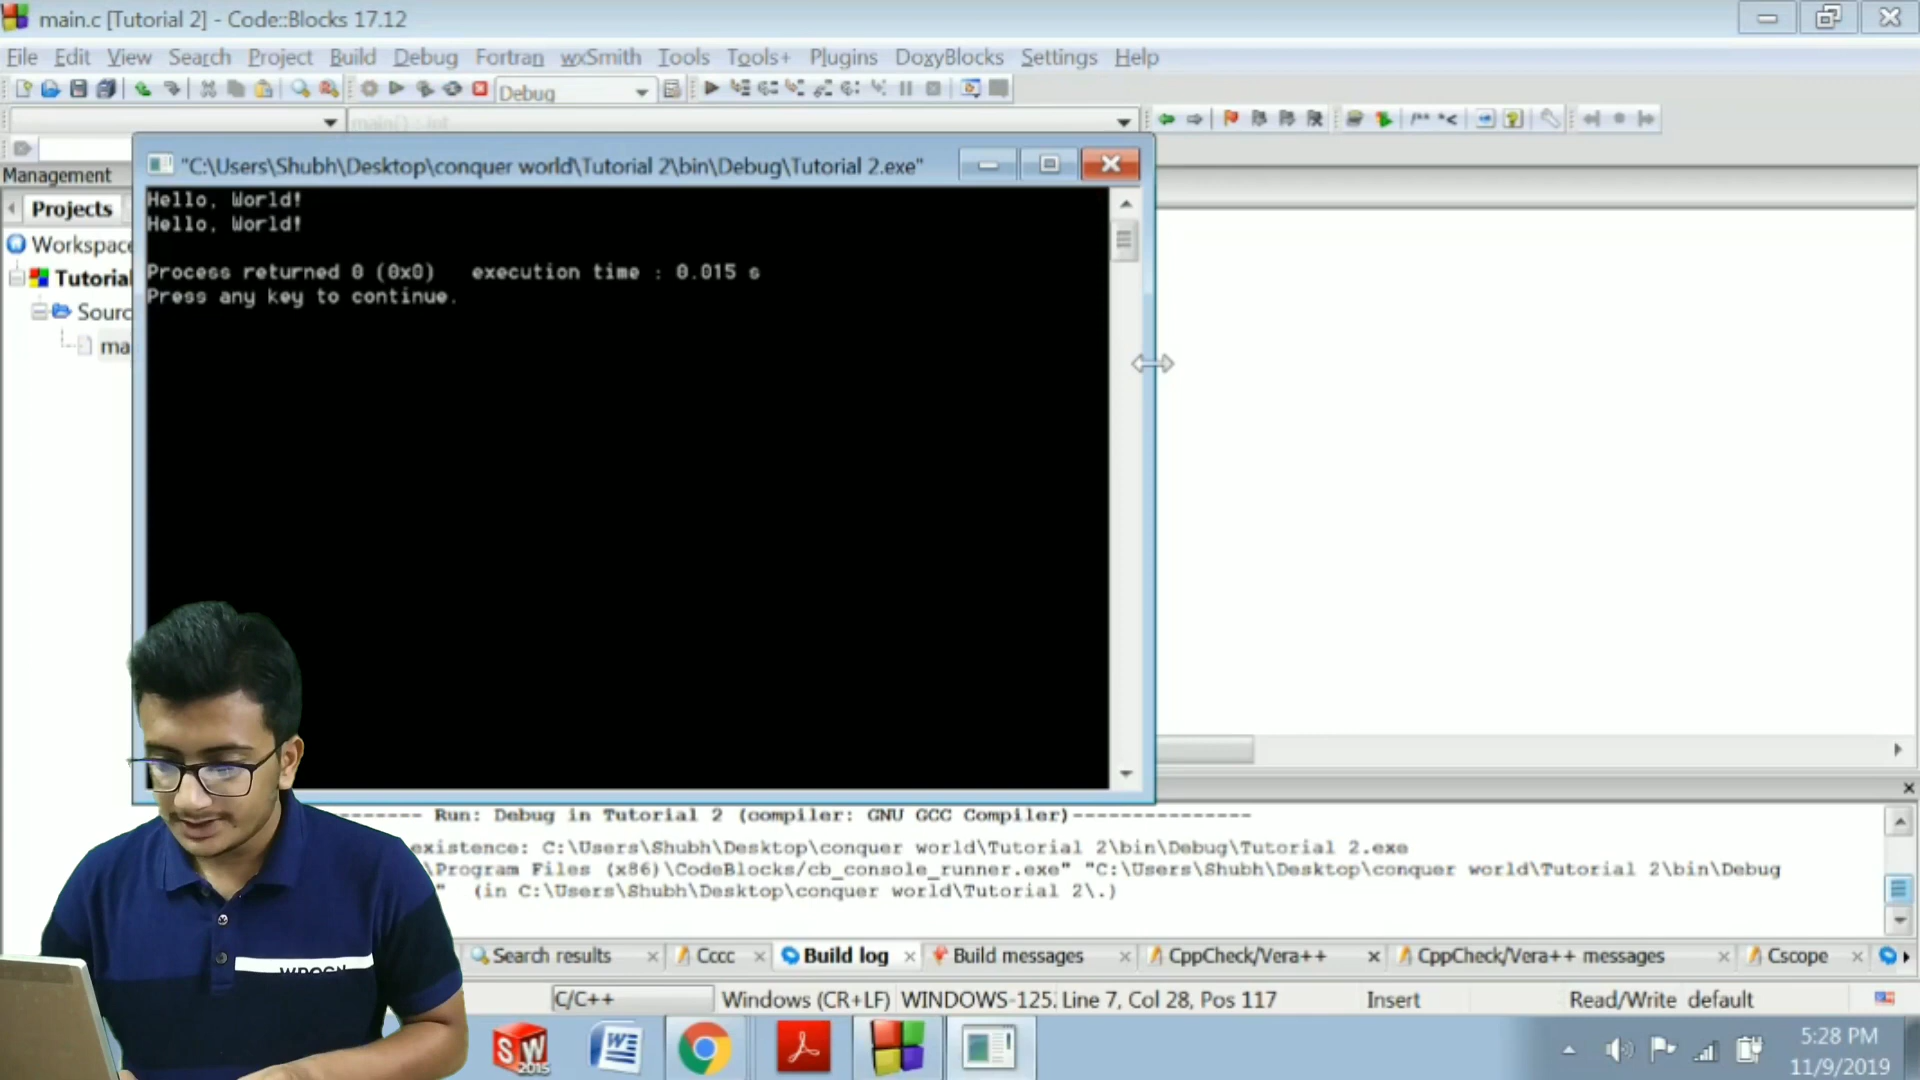 main.c [Tutorial 2] - Code::Blocks 17.12
File Edit View Search Project Build Debug Fortran wxSmith Tools Tools+ Plugins DoxyBlocks Settings Help
Debug
main() : int
"C:\Users\Shubh\Desktop\conquer world\Tutorial 2\bin\Debug\Tutorial 2.exe"
Management
Projects
Workspace
Tutorial
Sourc
ma
Hello, World!
Hello, World!
Process returned 0 (0x0) execution time : 0.015 s
Press any key to continue.
Run: Debug in Tutorial 2 (compiler: GNU GCC Compiler)---------------
existence: C:\Users\Shubh\Desktop\conquer world\Tutorial 2\bin\Debug\Tutorial 2.exe
\Program Files (x86)\CodeBlocks/cb_console_runner.exe" "C:\Users\Shubh\Desktop\conquer world\Tutorial 2\bin\Debug
" (in C:\Users\Shubh\Desktop\conquer world\Tutorial 2\.)
Search results Cccc Build log Build messages CppCheck/Vera++ CppCheck/Vera++ messages Cscope
C/C++ Windows (CR+LF) WINDOWS-125. Line 7, Col 28, Pos 117 Insert Read/Write default
SW 2015
5:28 PM
11/9/2019